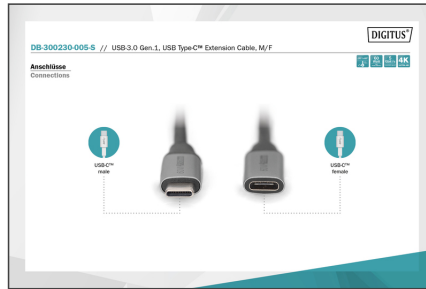 DIGITUS®
DB-300230-005-S // USB-3.0 Gen.1, USB Type-C™ Extension Cable, M/F
Anschlüsse
Connections
4K
USB-C™
male
USB-C™
female
DIGITUS